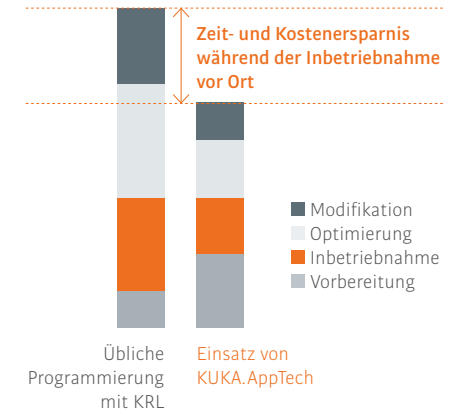 Zeit- und Kostenersparnis
während der Inbetriebnahme
vor Ort
Modifikation
Optimierung
Inbetriebnahme
Vorbereitung
Übliche
Programmierung
mit KRL
Einsatz von
KUKA.AppTech